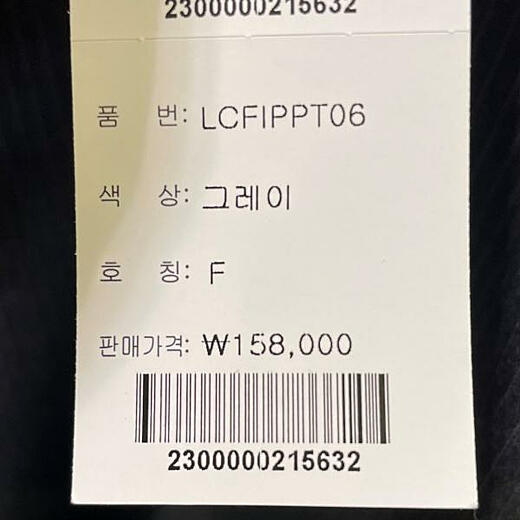 2300000215632
품 번: LCFIPPT06
색 상: 그레이
호 칭: F
판매가격: ₩158,000
2300000215632